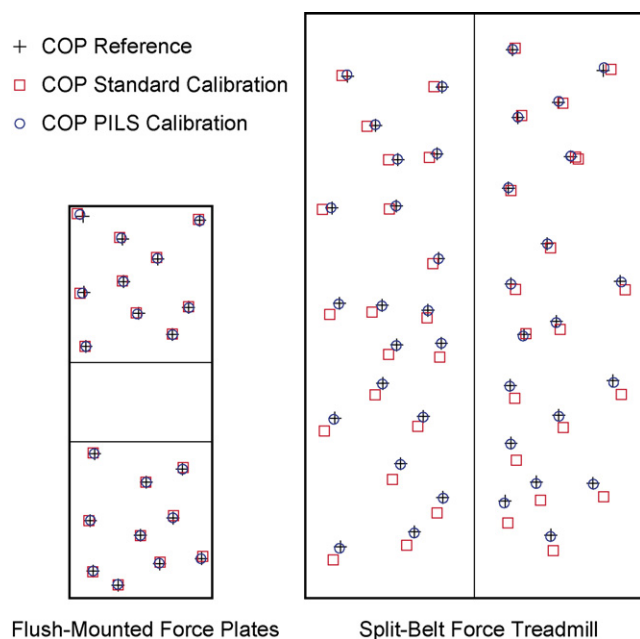 COP Reference
COP Standard Calibration
COP PILS Calibration
Flush-Mounted Force Plates
Split-Belt Force Treadmill